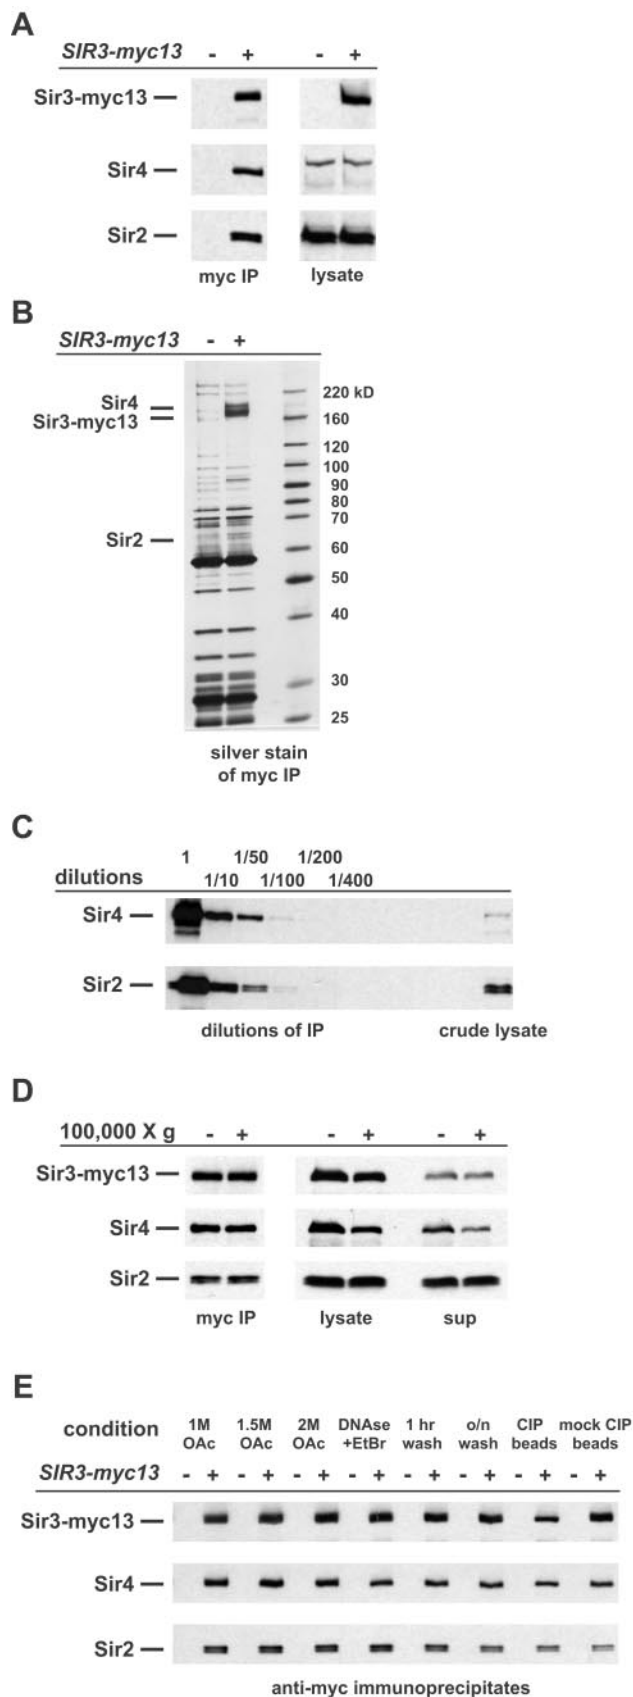 A
SIR3-myc13 - + - +
Sir3-myc13
Sir4
Sir2
myc IP lysate
B
SIR3-myc13 - +
Sir4
Sir3-myc13
Sir2
220 kD
160
120
100
90
80
70
60
50
40
30
25
silver stain
of myc IP
C
1 1/50 1/200
dilutions 1/10 1/100 1/400
Sir4
Sir2
dilutions of IP crude lysate
D
100,000 X g - + - + - +
Sir3-myc13
Sir4
Sir2
myc IP lysate sup
E
condition 1M OAc 1.5M OAc 2M OAc DNAse +EtBr 1 hr wash o/n wash CIP beads mock CIP beads
SIR3-myc13 - + - + - + - + - + - + - + - +
Sir3-myc13
Sir4
Sir2
anti-myc immunoprecipitates